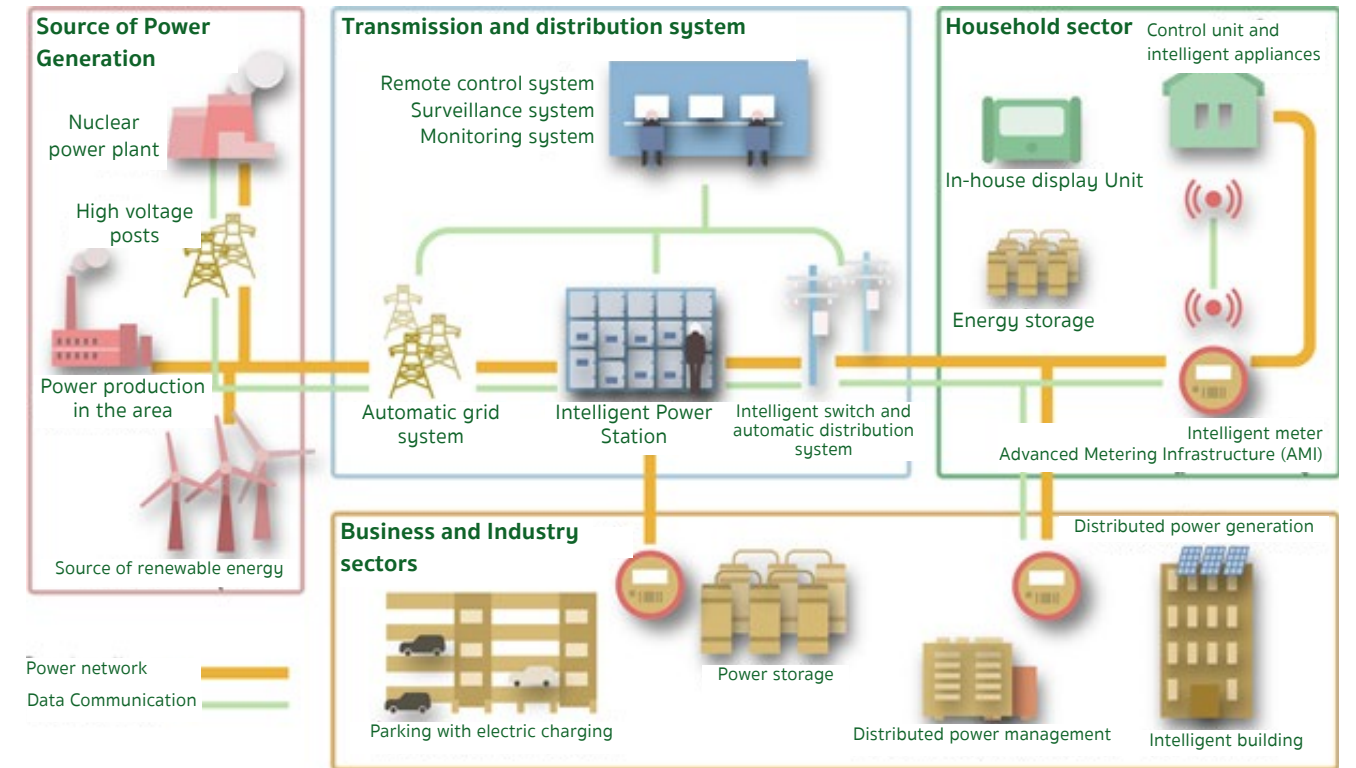 Source of Power
Generation
Nuclear
power plant
High voltage
posts
Power production
in the area
Source of renewable energy
Power network
Data Communication
Transmission and distribution system
Remote control system
Surveillance system
Monitoring system
Automatic grid
system
Intelligent Power
Station
Intelligent switch and
automatic distribution
system
Household sector
Control unit and
intelligent appliances
In-house display Unit
Energy storage
Intelligent meter
Advanced Metering Infrastructure (AMI)
Business and Industry
sectors
Parking with electric charging
Power storage
Distributed power generation
Distributed power management
Intelligent building